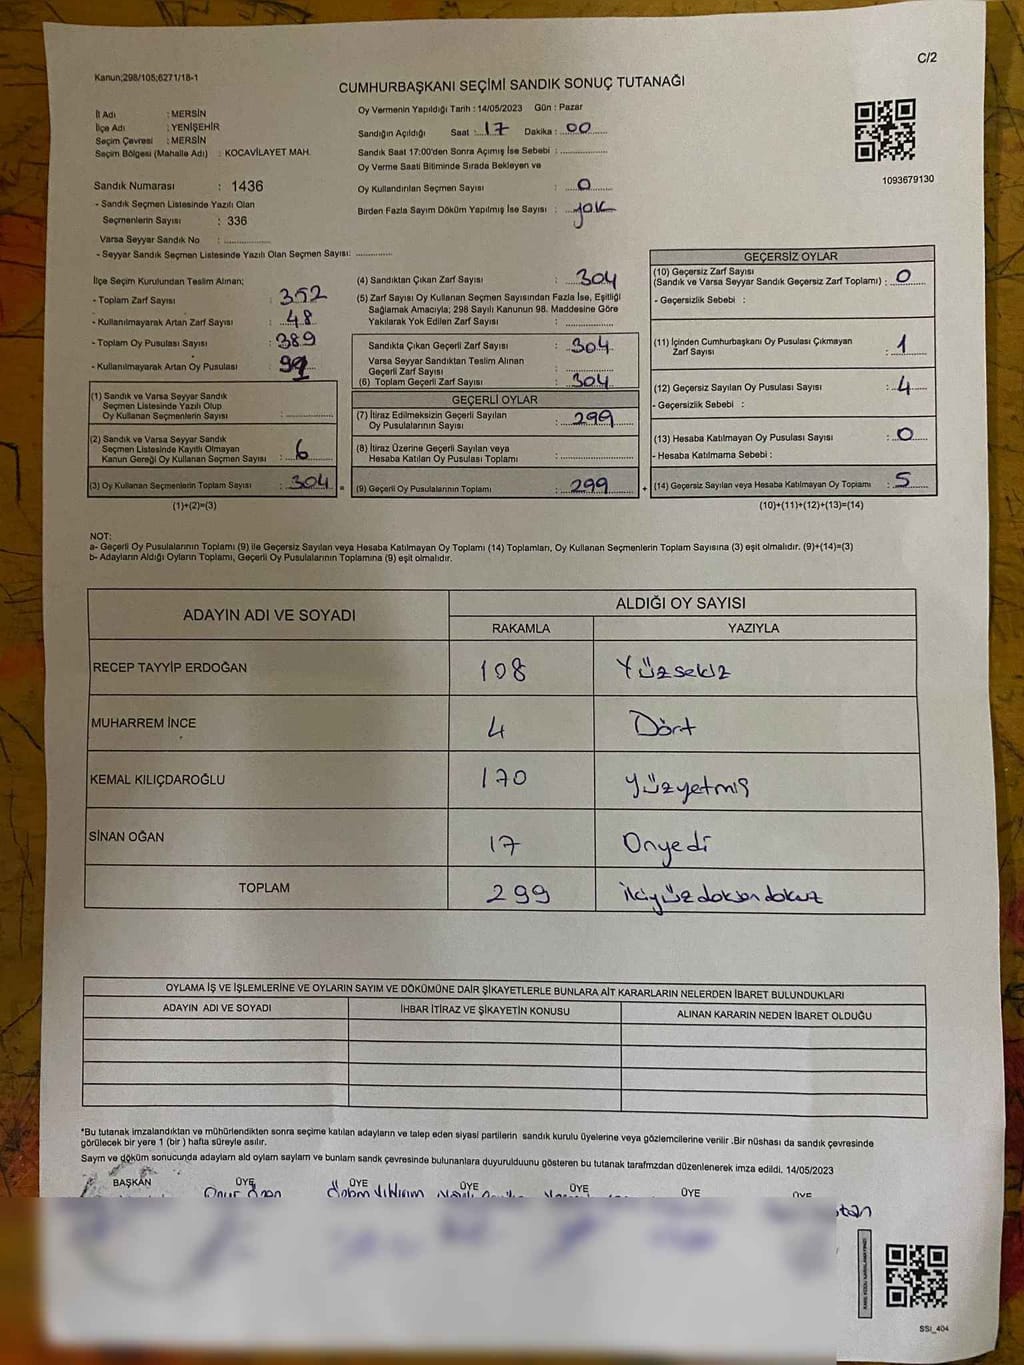 C/2
Kanun;298/105;6271/18-1
CUMHURBAŞKANI SEÇİMİ SANDIK SONUÇ TUTANAĞI
İl Adı : MERSİN
İlçe Adı : YENİŞEHİR
Seçim Çevresi : MERSİN
Seçim Bölgesi (Mahalle Adı) : KOCAVİLAYET MAH.
Sandık Numarası : 1436
- Sandık Seçmen Listesinde Yazılı Olan
Seçmenlerin Sayısı : 336
Varsa Seyyar Sandık No : ..............
- Seyyar Sandık Seçmen Listesinde Yazılı Olan Seçmen Sayısı: ............
Oy Vermenin Yapıldığı Tarih : 14/05/2023 Gün : Pazar
Sandığın Açıldığı Saat : 17 Dakika : 00
Sandık Saat 17:00'den Sonra Açımış İse Sebebi : ..............
Oy Verme Saati Bitiminde Sırada Bekleyen ve
Oy Kullandırılan Seçmen Sayısı : 0
Birden Fazla Sayım Döküm Yapılmış İse Sayısı : yok
1093679130
İlçe Seçim Kurulundan Teslim Alınan;
- Toplam Zarf Sayısı : 352
- Kullanılmayarak Artan Zarf Sayısı : 48
- Toplam Oy Pusulası Sayısı : 389
- Kullanılmayarak Artan Oy Pusulası :
(1) Sandık ve Varsa Seyyar Sandık
Seçmen Listesinde Yazılı Olup
Oy Kullanan Seçmenlerin Sayısı : ..............
(2) Sandık ve Varsa Seyyar Sandık
Seçmen Listesinde Kayıtlı Olmayan
Kanun Gereği Oy Kullanan Seçmen Sayısı : 6
(3) Oy Kullanan Seçmenlerin Toplam Sayısı : 304
(1)+(2)=(3)
(4) Sandıktan Çıkan Zarf Sayısı : 304
(5) Zarf Sayısı Oy Kullanan Seçmen Sayısından Fazla İse, Eşitliği
Sağlamak Amacıyla; 298 Sayılı Kanunun 98. Maddesine Göre
Yakılarak Yok Edilen Zarf Sayısı : ..............
Sandıkta Çıkan Geçerli Zarf Sayısı : 304
Varsa Seyyar Sandıktan Teslim Alınan
Geçerli Zarf Sayısı : ..............
(6) Toplam Geçerli Zarf Sayısı : 304
GEÇERLİ OYLAR
(7) İtiraz Edilmeksizin Geçerli Sayılan
Oy Pusulalarının Sayısı : 299
(8) İtiraz Üzerine Geçerli Sayılan veya
Hesaba Katılan Oy Pusulası Toplamı : ..............
= (9) Geçerli Oy Pusulalarının Toplamı : 299 +
GEÇERSİZ OYLAR
(10) Geçersiz Zarf Sayısı
(Sandık ve Varsa Seyyar Sandık Geçersiz Zarf Toplamı) : 0
- Geçersizlik Sebebi :
(11) İçinden Cumhurbaşkanı Oy Pusulası Çıkmayan
Zarf Sayısı : 1
(12) Geçersiz Sayılan Oy Pusulası Sayısı : 4
- Geçersizlik Sebebi :
(13) Hesaba Katılmayan Oy Pusulası Sayısı : 0
- Hesaba Katılmama Sebebi :
(14) Geçersiz Sayılan veya Hesaba Katılmayan Oy Toplamı : 5
(10)+(11)+(12)+(13)=(14)
NOT:
a- Geçerli Oy Pusulalarının Toplamı (9) ile Geçersiz Sayılan veya Hesaba Katılmayan Oy Toplamı (14) Toplamları, Oy Kullanan Seçmenlerin Toplam Sayısına (3) eşit olmalıdır. (9)+(14)=(3)
b- Adayların Aldığı Oyların Toplamı, Geçerli Oy Pusulalarının Toplamına (9) eşit olmalıdır.
ADAYIN ADI VE SOYADI ALDIĞI OY SAYISI
RAKAMLA YAZIYLA
RECEP TAYYİP ERDOĞAN 108 Yüzsekiz
MUHARREM İNCE 4 Dört
KEMAL KILIÇDAROĞLU 170 yüzyetmiş
SİNAN OĞAN 17 Onyedi
TOPLAM 299 ikiyüzdoksandokuz
OYLAMA İŞ VE İŞLEMLERİNE VE OYLARIN SAYIM VE DÖKÜMÜNE DAİR ŞİKAYETLERLE BUNLARA AİT KARARLARIN NELERDEN İBARET BULUNDUKLARI
ADAYIN ADI VE SOYADI İHBAR İTİRAZ VE ŞİKAYETİN KONUSU ALINAN KARARIN NEDEN İBARET OLDUĞU
*Bu tutanak imzalandıktan ve mühürlendikten sonra seçime katılan adayların ve talep eden siyasi partilerin sandık kurulu üyelerine veya gözlemcilerine verilir .Bir nüshası da sandık çevresinde
görülecek bir yere 1 (bir ) hafta süreyle asılır.
Sayım ve döküm sonucunda adaylarn ald oylarn saylarn ve bunlarn sandk çevresinde bulunanlara duyurulduunu gösteren bu tutanak tarafmzdan düzenlenerek imza edildi. 14/05/2023
BAŞKAN ÜYE ÜYE ÜYE ÜYE ÜYE ÜYE
SSI_404